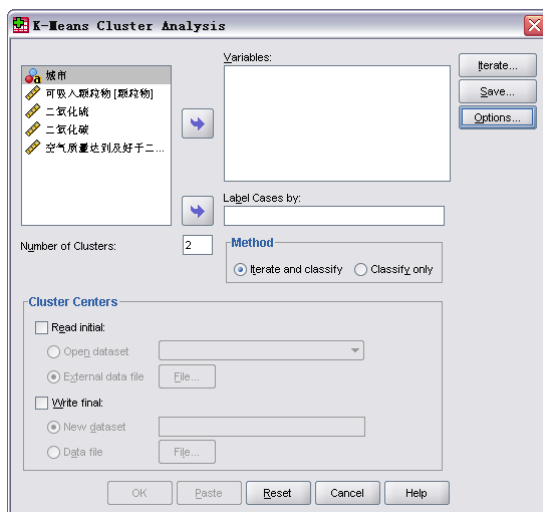 K-Means Cluster Analysis
城市
可吸入颗粒物 [颗粒物]
二氧化硫
二氧化碳
空气质量达到及好于二...
Variables:
Iterate...
Save...
Options...
Label Cases by:
Number of Clusters: 2
Method
Iterate and classify Classify only
Cluster Centers
Read initial:
Open dataset
External data file File...
Write final:
New dataset
Data file File...
OK Paste Reset Cancel Help